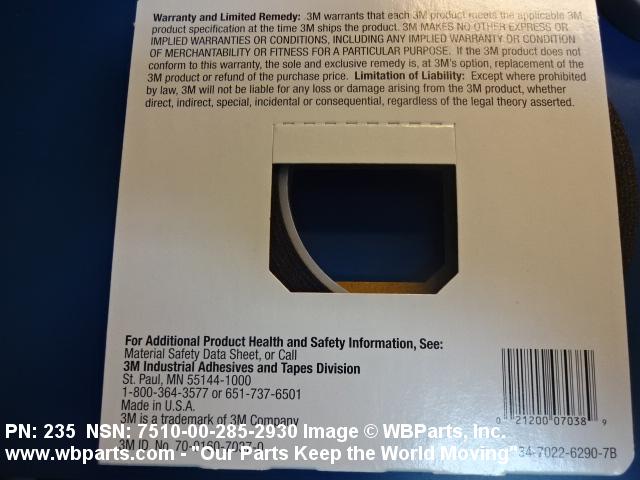 Warranty and Limited Remedy: 3M warrants that each 3M product meets the applicable 3M
product specification at the time 3M ships the product. 3M MAKES NO OTHER EXPRESS OR
IMPLIED WARRANTIES OR CONDITIONS, INCLUDING ANY IMPLIED WARRANTY OR CONDITION
OF MERCHANTABILITY OR FITNESS FOR A PARTICULAR PURPOSE. If the 3M product does not
conform to this warranty, the sole and exclusive remedy is, at 3M's option, replacement of the
3M product or refund of the purchase price. Limitation of Liability: Except where prohibited
by law, 3M will not be liable for any loss or damage arising from the 3M product, whether
direct, indirect, special, incidental or consequential, regardless of the legal theory asserted.
For Additional Product Health and Safety Information, See:
Material Safety Data Sheet, or Call
3M Industrial Adhesives and Tapes Division
St. Paul, MN 55144-1000
1-800-364-3577 or 651-737-6501
Made in U.S.A.
3M is a trademark of 3M Company
0 21200 07038 9
PN: 235 NSN: 7510-00-285-2930 Image © WBParts, Inc.
3M ID. No.
34-7022-6290-7B
www.wbparts.com - "Our Parts Keep the World Moving"